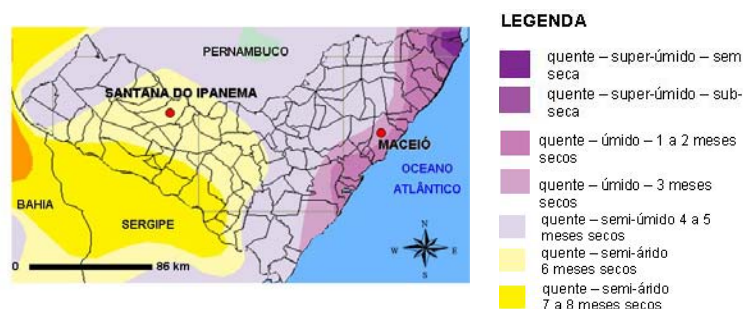 PERNAMBUCO
SANTANA DO IPANEMA
MACEIÓ
OCEANO
ATLÂNTICO
BAHIA
SERGIPE
N
W
E
S
0
86 km
LEGENDA
quente – super-úmido – sem
seca
quente – super-úmido – sub-
seca
quente – úmido – 1 a 2 meses
secos
quente – úmido – 3 meses
secos
quente – semi-úmido 4 a 5
meses secos
quente – semi-árido
6 meses secos
quente – semi-árido
7 a 8 meses secos